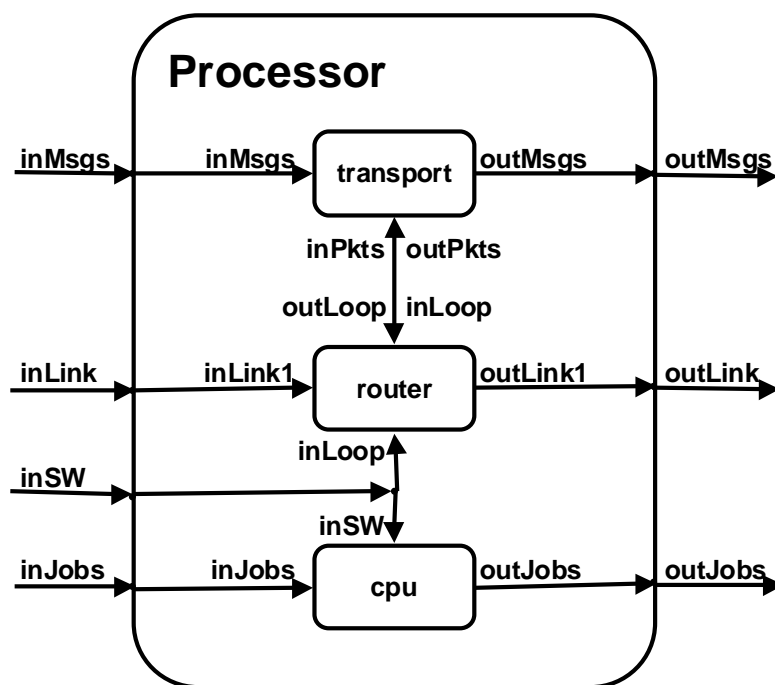 Processor
inMsgs inMsgs transport outMsgs outMsgs
inPkts outPkts
outLoop inLoop
inLink inLink1 router outLink1 outLink
inLoop
inSW
inSW
inJobs inJobs cpu outJobs outJobs